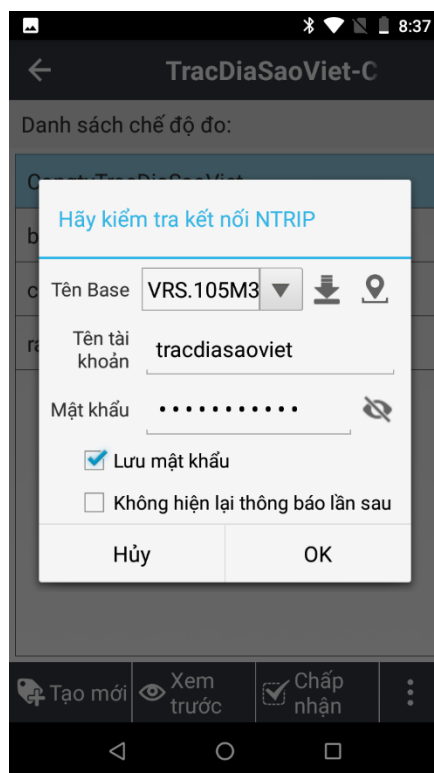 8:37
TracDiaSaoViet-C
Danh sách chế độ đo:
Hãy kiểm tra kết nối NTRIP
Tên Base VRS.105M3
Tên tài
khoản
tracdiasaoviet
Mật khẩu •••••••••••
Lưu mật khẩu
Không hiện lại thông báo lần sau
Hủy OK
Tạo mới
Xem
trước
Chấp
nhận